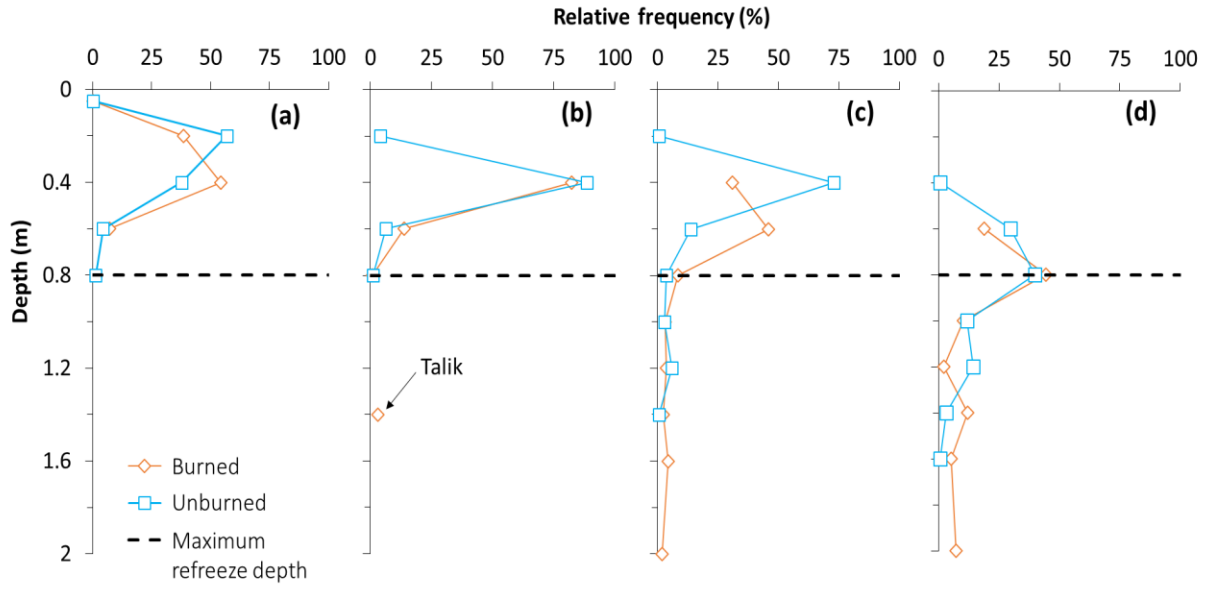 Relative frequency (%)
0 25 50 75 100
0 25 50 75 100
0 25 50 75 100
0 25 50 75 100
(a)
(b)
(c)
(d)
Depth (m)
0
0.4
0.8
1.2
1.6
2
Talik
Burned
Unburned
Maximum
refreeze depth